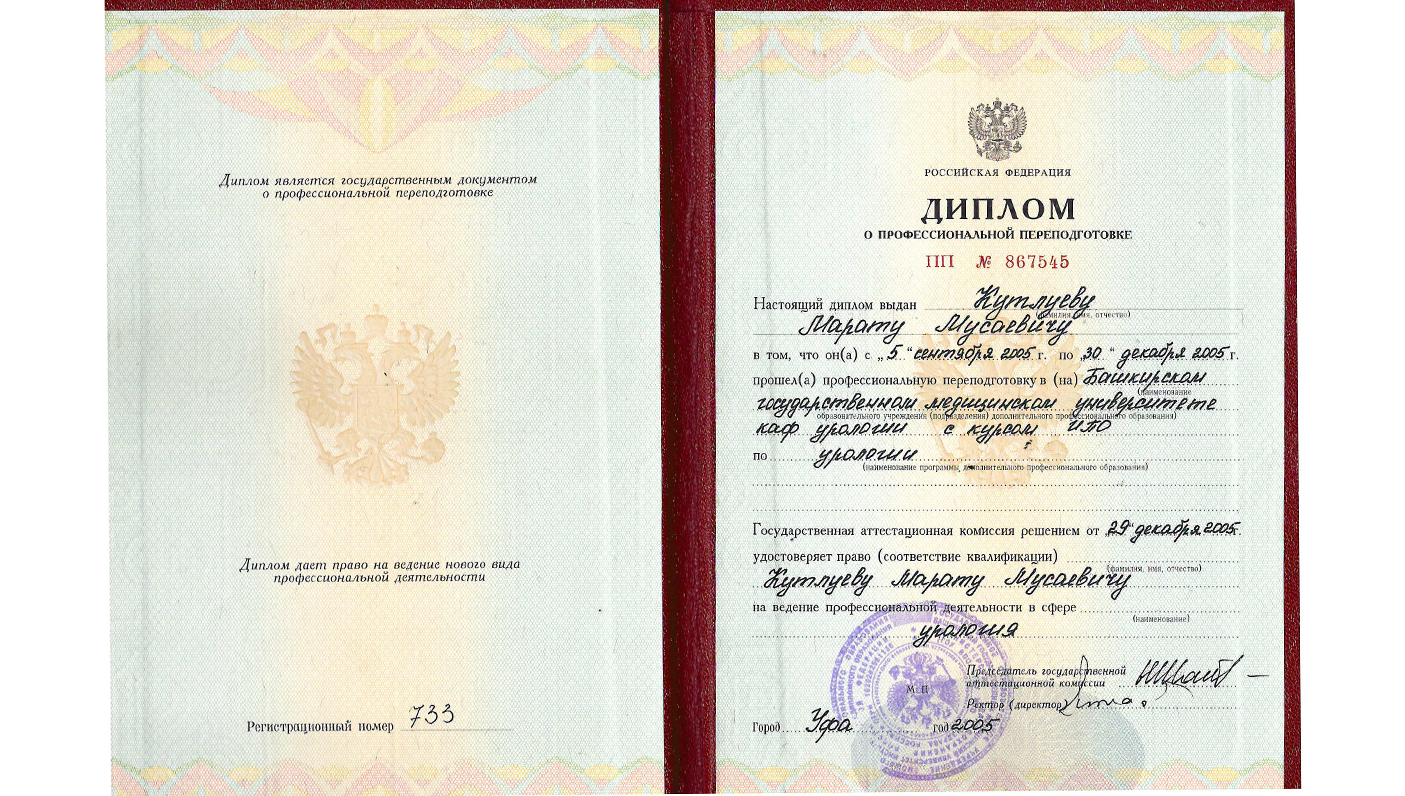 Диплом является государственным документом
о профессиональной переподготовке
Диплом дает право на ведение нового вида
профессиональной деятельности
Регистрационный номер 733
РОССИЙСКАЯ ФЕДЕРАЦИЯ
ДИПЛОМ
О ПРОФЕССИОНАЛЬНОЙ ПЕРЕПОДГОТОВКЕ
ПП № 867545
Настоящий диплом выдан Кутлуеву
(фамилия, имя, отчество)
Марату Мусаевичу
в том, что он(а) с „5“ сентября 2005 г. по „30“ декабря 2005 г.
прошел(а) профессиональную переподготовку в (на) Башкирском
(наименование
государственном медицинском университете
образовательного учреждения (подразделения) дополнительного профессионального образования)
каф урологии с курсом ИПО
по урологии
(наименование программы дополнительного профессионального образования)
Государственная аттестационная комиссия решением от „29“ декабря 2005 г.
удостоверяет право (соответствие квалификации)
(фамилия, имя, отчество)
Кутлуеву Марату Мусаевичу
на ведение профессиональной деятельности в сфере
(наименование)
урология
Председатель государственной
аттестационной комиссии
М П
Ректор (директор)
Город Уфа год 2005